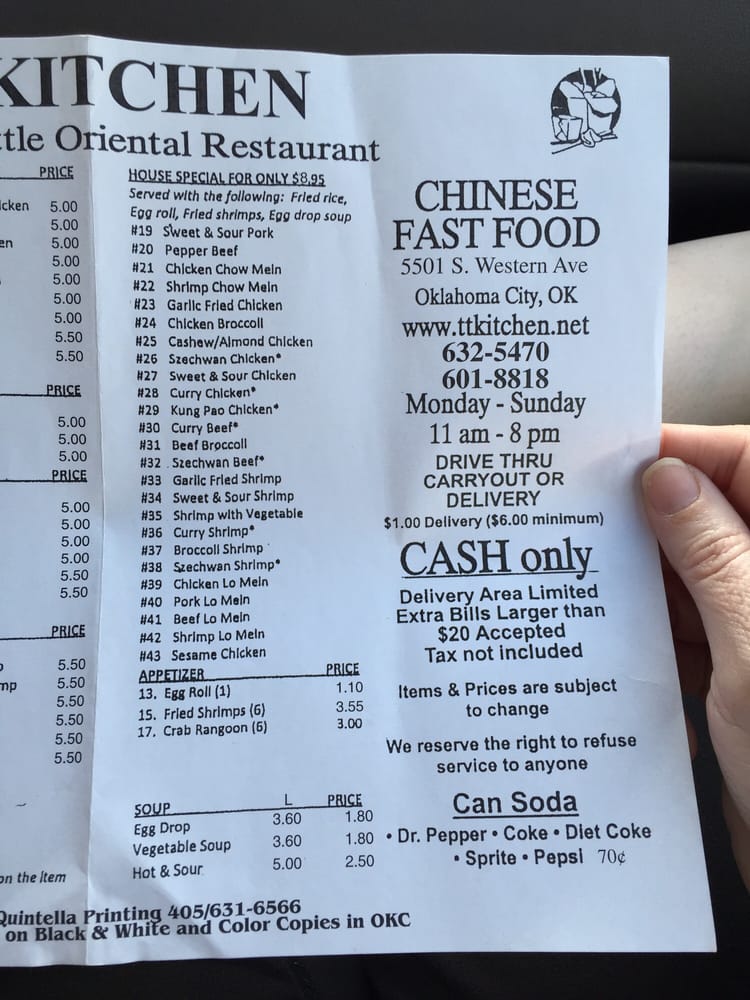 KITCHEN
ttle Oriental Restaurant
PRICE
icken 5.00
5.00
en 5.00
5.00
5.00
5.00
5.00
5.50
5.50
PRICE
5.00
5.00
5.00
PRICE
5.00
5.00
5.00
5.00
5.50
5.50
PRICE
5.50
mp 5.50
5.50
5.50
5.50
5.50
on the item
HOUSE SPECIAL FOR ONLY $8.95
Served with the following: Fried rice,
Egg roll, Fried shrimps, Egg drop soup
#19 Sweet & Sour Pork
#20 Pepper Beef
#21 Chicken Chow Mein
#22 Shrimp Chow Mein
#23 Garlic Fried Chicken
#24 Chicken Broccoli
#25 Cashew/Almond Chicken
#26 Szechwan Chicken*
#27 Sweet & Sour Chicken
#28 Curry Chicken*
#29 Kung Pao Chicken*
#30 Curry Beef*
#31 Beef Broccoli
#32 Szechwan Beef*
#33 Garlic Fried Shrimp
#34 Sweet & Sour Shrimp
#35 Shrimp with Vegetable
#36 Curry Shrimp*
#37 Broccoli Shrimp
#38 Szechwan Shrimp*
#39 Chicken Lo Mein
#40 Pork Lo Mein
#41 Beef Lo Mein
#42 Shrimp Lo Mein
#43 Sesame Chicken
APPETIZER PRICE
13. Egg Roll (1) 1.10
15. Fried Shrimps (6) 3.55
17. Crab Rangoon (6) 3.00
SOUP L PRICE
Egg Drop 3.60 1.80
Vegetable Soup 3.60 1.80
Hot & Sour 5.00 2.50
CHINESE
FAST FOOD
5501 S. Western Ave
Oklahoma City, OK
www.ttkitchen.net
632-5470
601-8818
Monday - Sunday
11 am - 8 pm
DRIVE THRU
CARRYOUT OR
DELIVERY
$1.00 Delivery ($6.00 minimum)
CASH only
Delivery Area Limited
Extra Bills Larger than
$20 Accepted
Tax not included
Items & Prices are subject
to change
We reserve the right to refuse
service to anyone
Can Soda
• Dr. Pepper • Coke • Diet Coke
• Sprite • Pepsi 70¢
Quintella Printing 405/631-6566
on Black & White and Color Copies in OKC